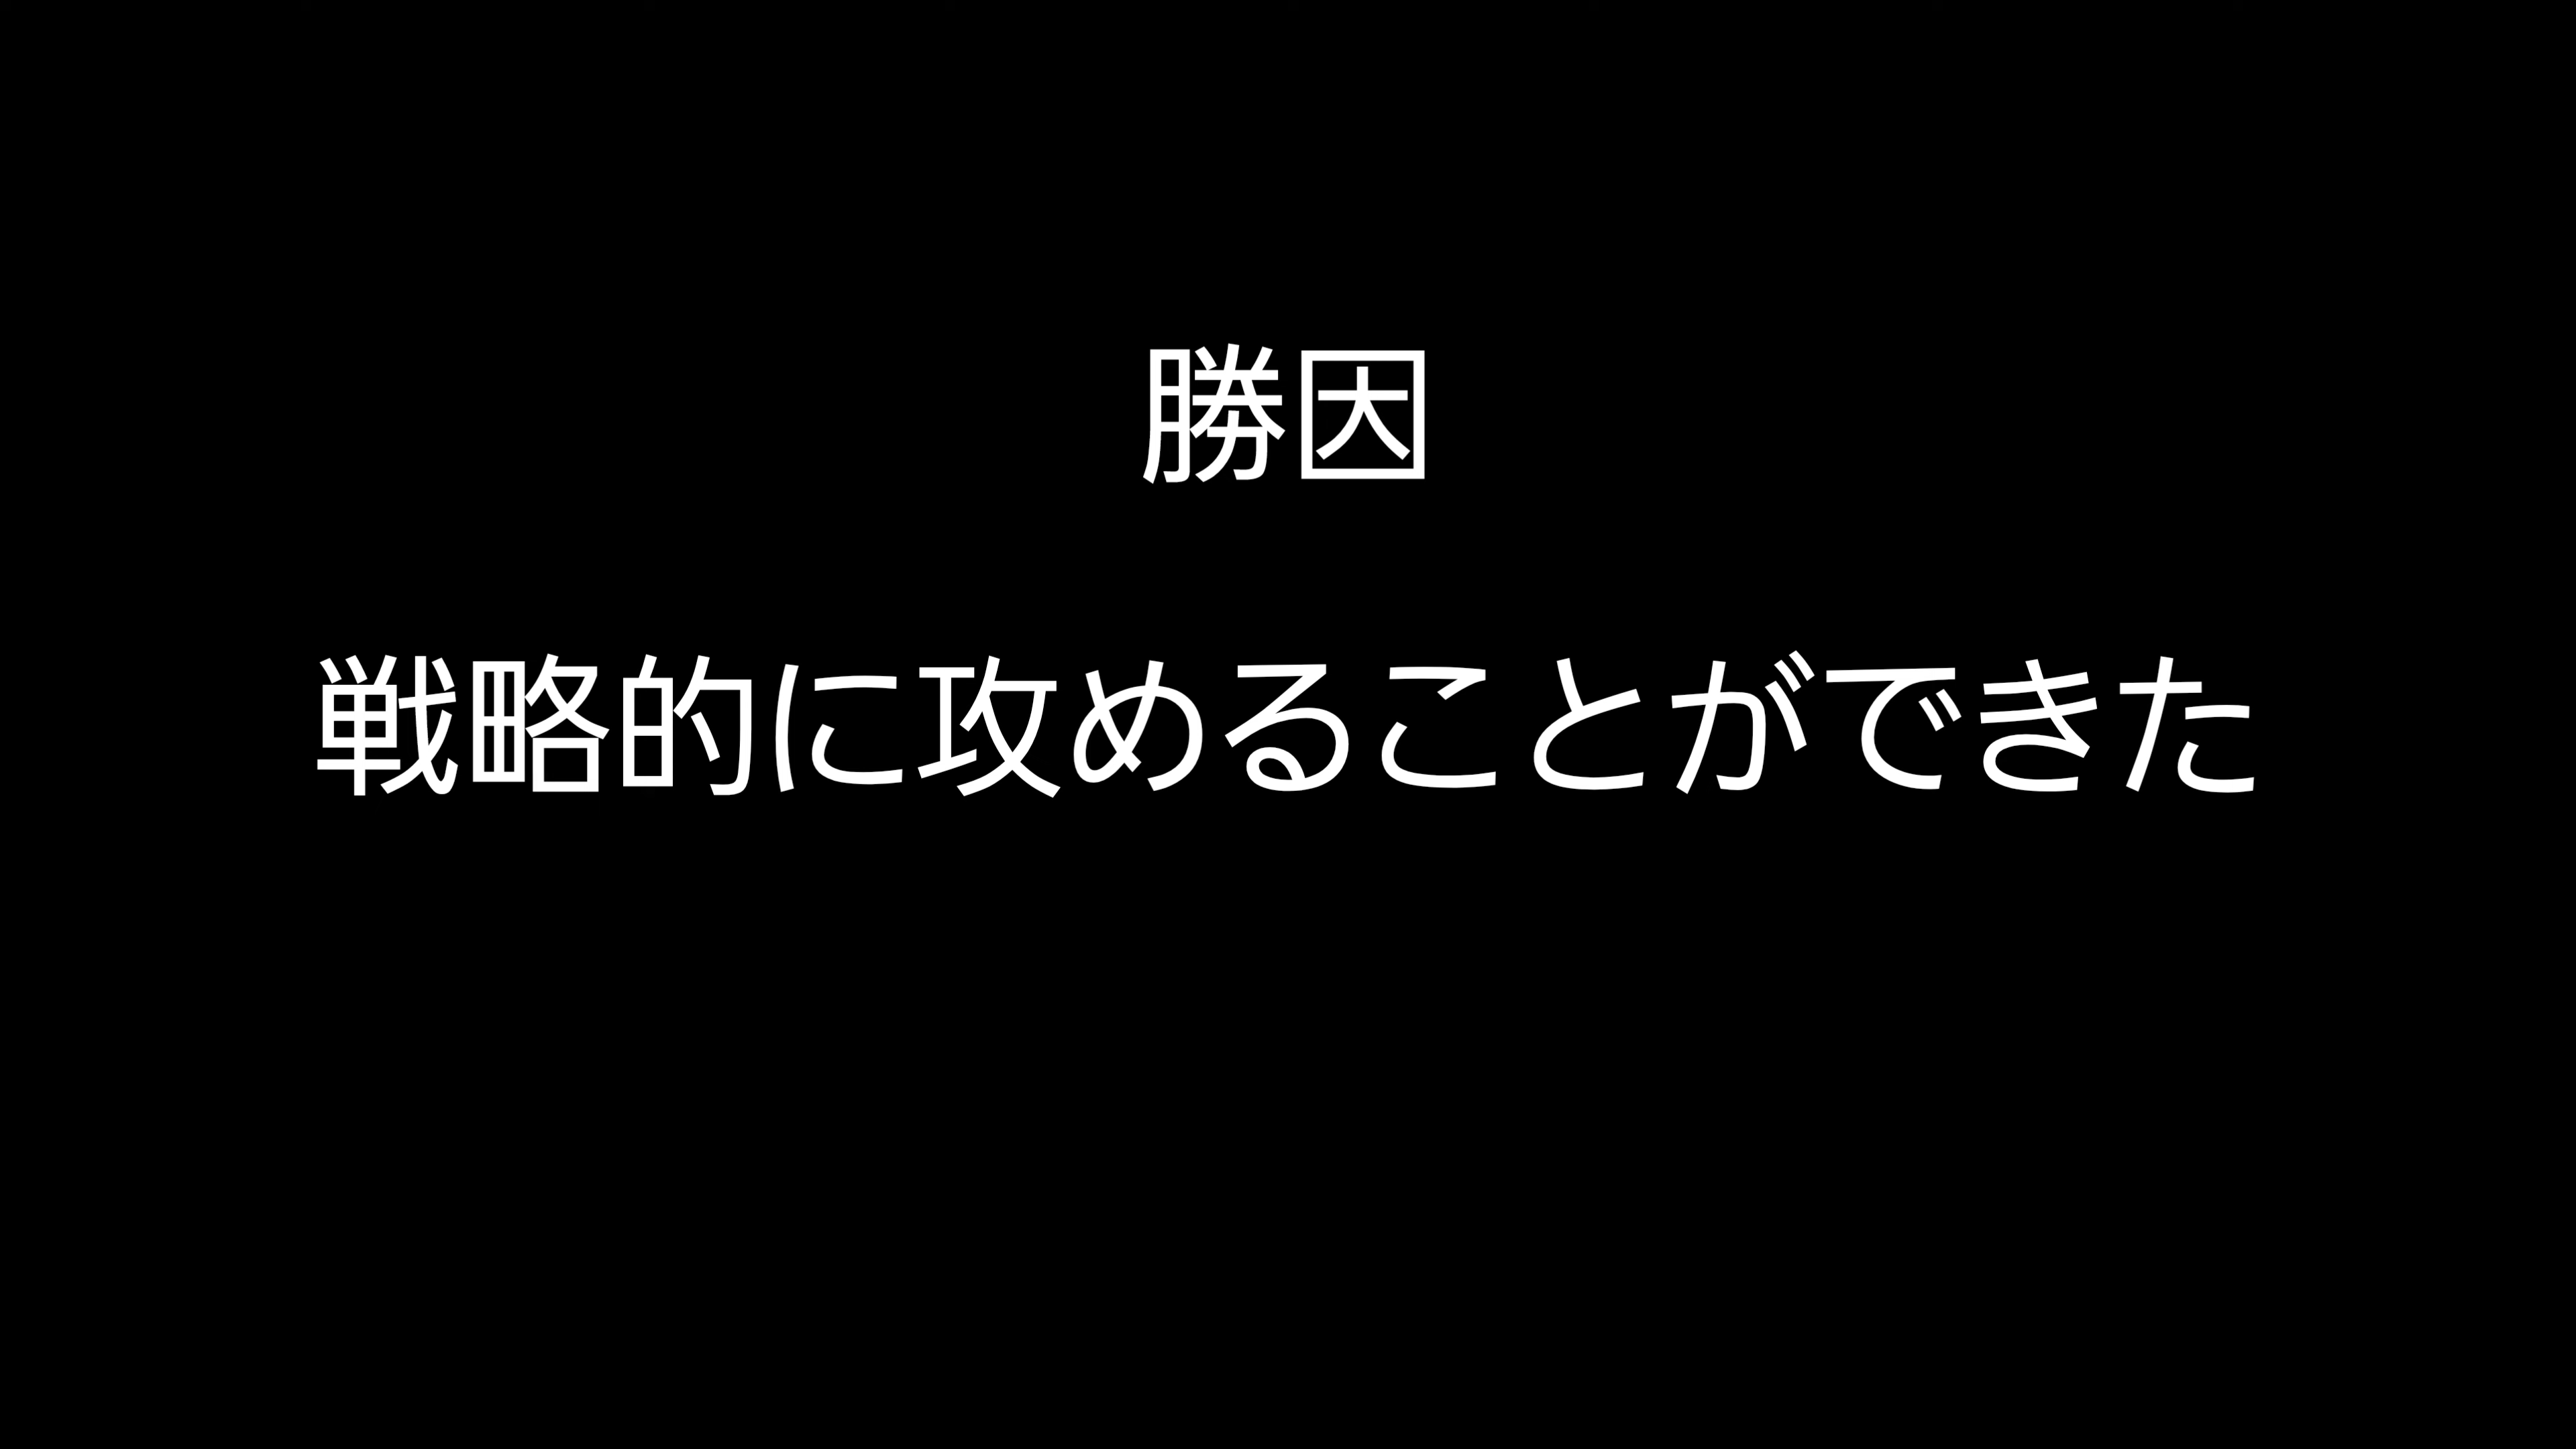 勝因
戦略的に攻めることができた